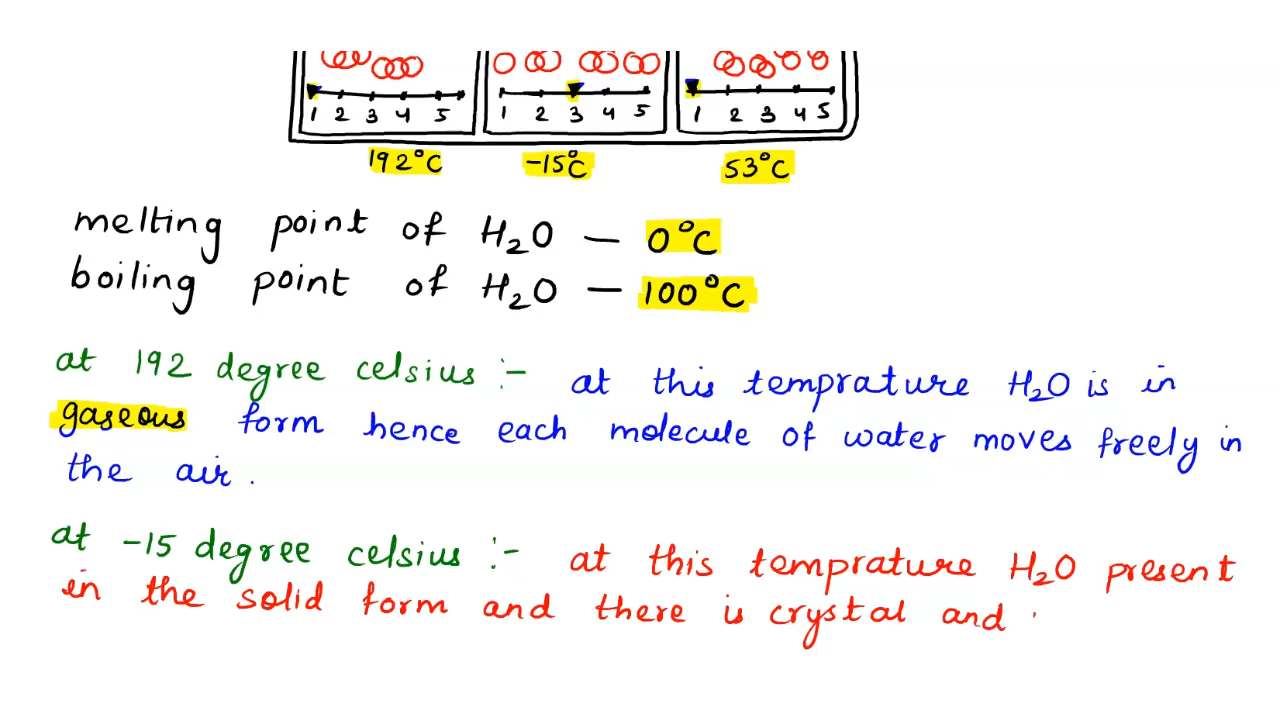 1 2 3 4 5 1 2 3 4 5 1 2 3 4 5
192°C -15°C 53°C
melting point of H₂O — 0°C
boiling point of H₂O — 100°C
at 192 degree celsius :- at this temprature H₂O is in
gaseous form hence each molecule of water moves freely in
the air.
at -15 degree celsius :- at this temprature H₂O present
in the solid form and there is crystal and